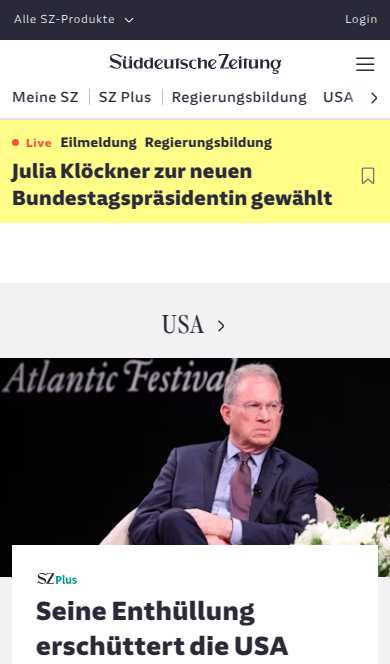 Alle SZ-Produkte
Login
Süddeutsche Zeitung
Meine SZ SZ Plus Regierungsbildung USA
Live Eilmeldung Regierungsbildung
Julia Klöckner zur neuen
Bundestagspräsidentin gewählt
USA
Atlantic Festival
SZ Plus
Seine Enthüllung
erschüttert die USA